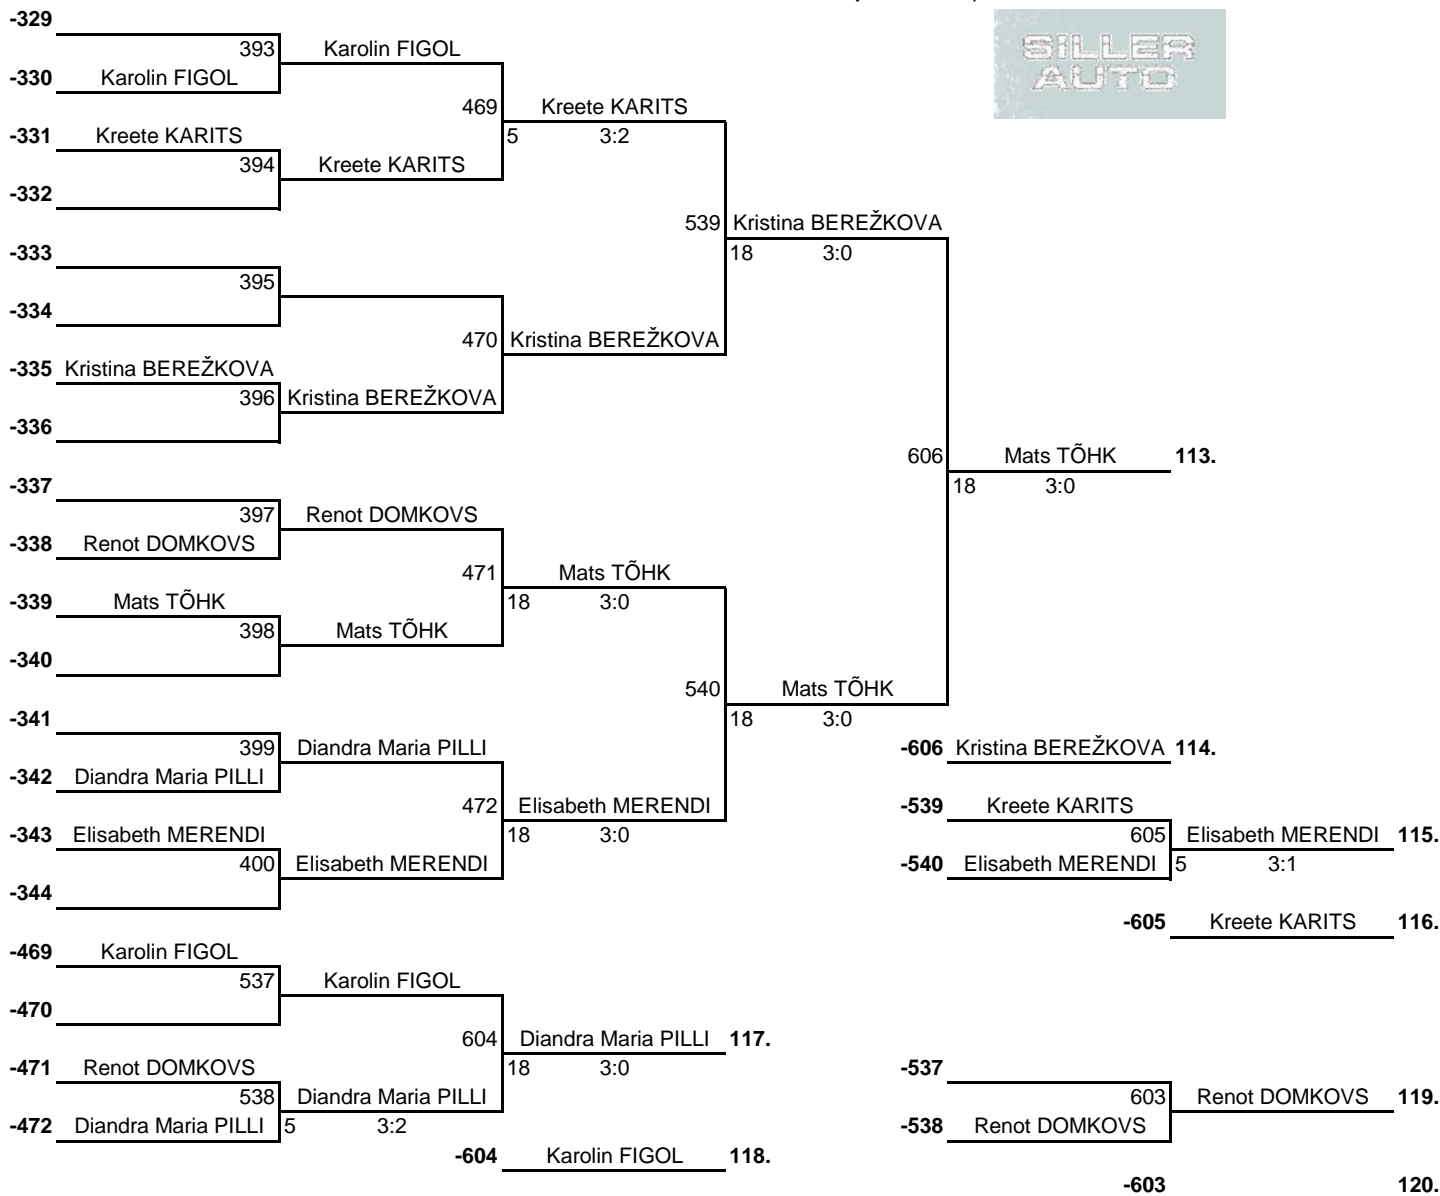 -329
393 Karolin FIGOL
-330 Karolin FIGOL
469 Kreete KARITS
-331 Kreete KARITS 5 3:2
394 Kreete KARITS
-332
539 Kristina BEREŽKOVA
-333 18 3:0
395
-334
470 Kristina BEREŽKOVA
-335 Kristina BEREŽKOVA
396 Kristina BEREŽKOVA
-336
606 Mats TÕHK 113.
-337 18 3:0
397 Renot DOMKOVS
-338 Renot DOMKOVS
471 Mats TÕHK
-339 Mats TÕHK 18 3:0
398 Mats TÕHK
-340
540 Mats TÕHK
-341 18 3:0
399 Diandra Maria PILLI -606 Kristina BEREŽKOVA 114.
-342 Diandra Maria PILLI
472 Elisabeth MERENDI -539 Kreete KARITS
-343 Elisabeth MERENDI 18 3:0 605 Elisabeth MERENDI 115.
400 Elisabeth MERENDI -540 Elisabeth MERENDI 5 3:1
-344
-605 Kreete KARITS 116.
-469 Karolin FIGOL
537 Karolin FIGOL
-470
604 Diandra Maria PILLI 117.
-471 Renot DOMKOVS 18 3:0 -537
538 Diandra Maria PILLI 603 Renot DOMKOVS 119.
-472 Diandra Maria PILLI 5 3:2 -538 Renot DOMKOVS
-604 Karolin FIGOL 118.
-603 120.
SILLER
AUTO